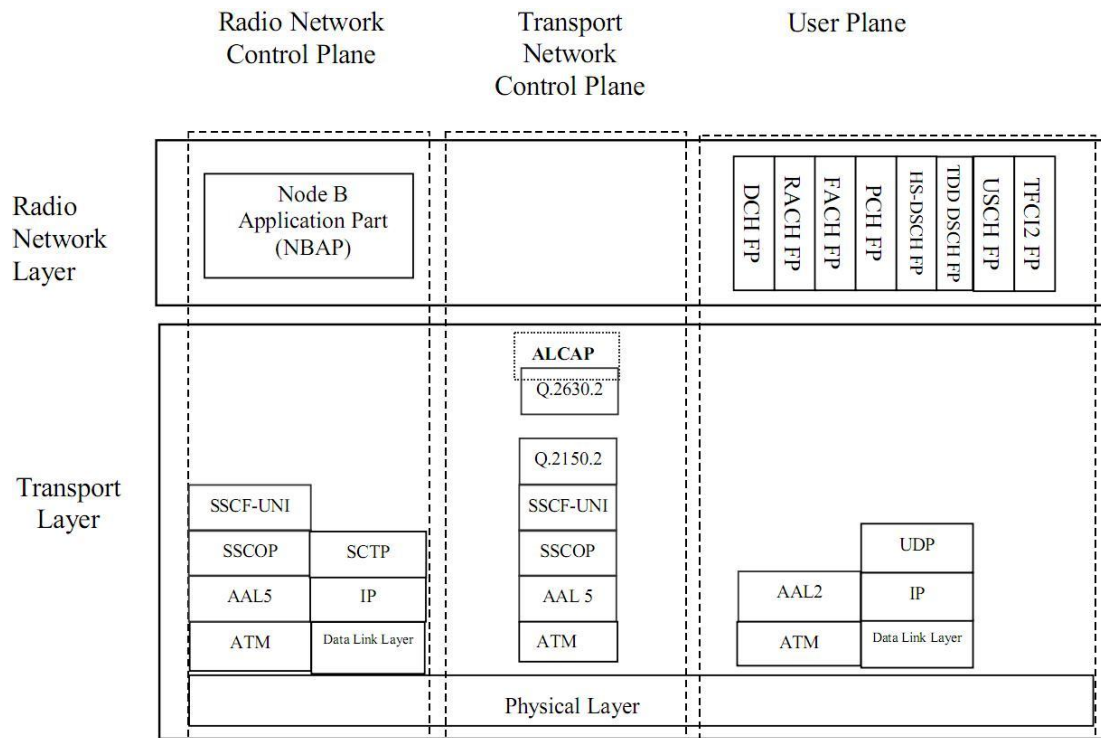 Radio Network
Control Plane
Transport
Network
Control Plane
User Plane
Radio
Network
Layer
Node B
Application Part
(NBAP)
DCH FP
RACH FP
FACH FP
PCH FP
HS-DSCH FP
TDD DSCH FP
USCH FP
TFCI2 FP
Transport
Layer
SSCF-UNI
SSCOP
AAL5
ATM
SCTP
IP
Data Link Layer
ALCAP
Q.2630.2
Q.2150.2
SSCF-UNI
SSCOP
AAL 5
ATM
AAL2
ATM
UDP
IP
Data Link Layer
Physical Layer